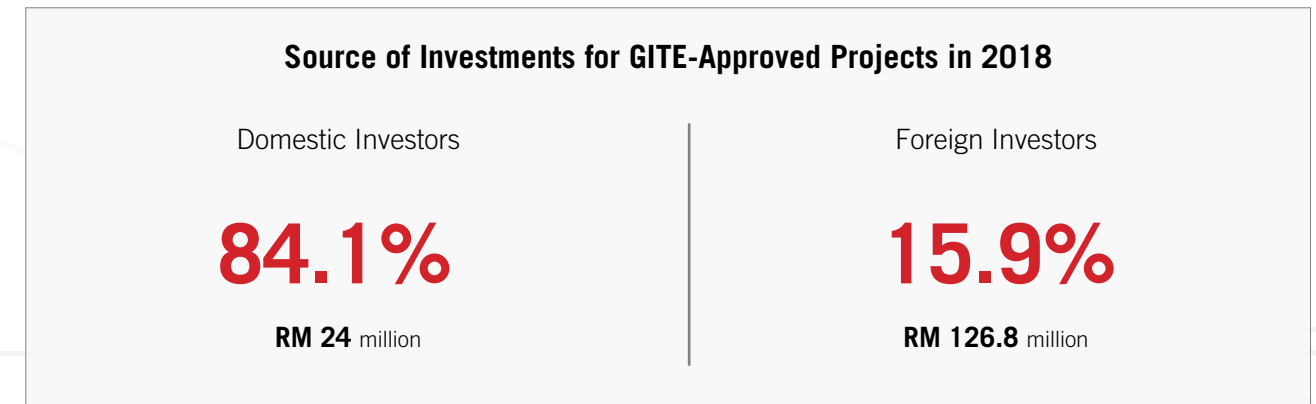 Source of Investments for GITE-Approved Projects in 2018
Domestic Investors
84.1%
RM 24 million
Foreign Investors
15.9%
RM 126.8 million